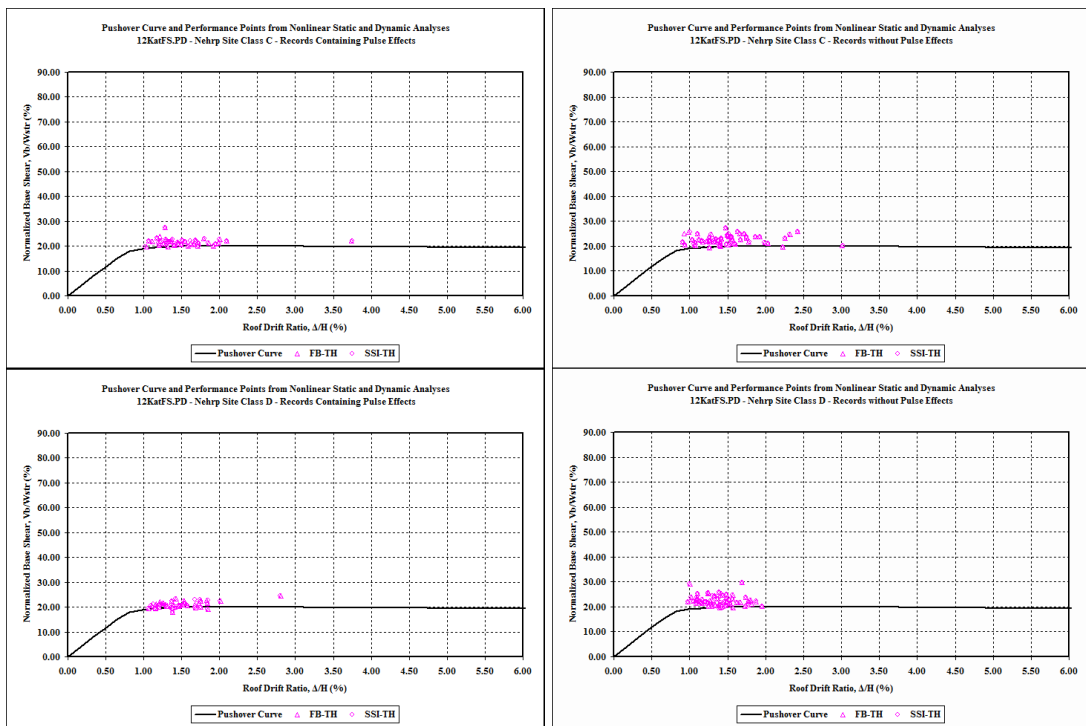 Pushover Curve and Performance Points from Nonlinear Static and Dynamic Analyses
12KatFS.PD - Nehrp Site Class C - Records Containing Pulse Effects
Normalized Base Shear, Vb/Wstr (%)
90.00
80.00
70.00
60.00
50.00
40.00
30.00
20.00
10.00
0.00
0.00 0.50 1.00 1.50 2.00 2.50 3.00 3.50 4.00 4.50 5.00 5.50 6.00
Roof Drift Ratio, Δ/H (%)
Pushover Curve FB-TH SSI-TH
Pushover Curve and Performance Points from Nonlinear Static and Dynamic Analyses
12KatFS.PD - Nehrp Site Class C - Records without Pulse Effects
Normalized Base Shear, Vb/Wstr (%)
90.00
80.00
70.00
60.00
50.00
40.00
30.00
20.00
10.00
0.00
0.00 0.50 1.00 1.50 2.00 2.50 3.00 3.50 4.00 4.50 5.00 5.50 6.00
Roof Drift Ratio, Δ/H (%)
Pushover Curve FB-TH SSI-TH
Pushover Curve and Performance Points from Nonlinear Static and Dynamic Analyses
12KatFS.PD - Nehrp Site Class D - Records Containing Pulse Effects
Normalized Base Shear, Vb/Wstr (%)
90.00
80.00
70.00
60.00
50.00
40.00
30.00
20.00
10.00
0.00
0.00 0.50 1.00 1.50 2.00 2.50 3.00 3.50 4.00 4.50 5.00 5.50 6.00
Roof Drift Ratio, Δ/H (%)
Pushover Curve FB-TH SSI-TH
Pushover Curve and Performance Points from Nonlinear Static and Dynamic Analyses
12KatFS.PD - Nehrp Site Class D - Records without Pulse Effects
Normalized Base Shear, Vb/Wstr (%)
90.00
80.00
70.00
60.00
50.00
40.00
30.00
20.00
10.00
0.00
0.00 0.50 1.00 1.50 2.00 2.50 3.00 3.50 4.00 4.50 5.00 5.50 6.00
Roof Drift Ratio, Δ/H (%)
Pushover Curve FB-TH SSI-TH